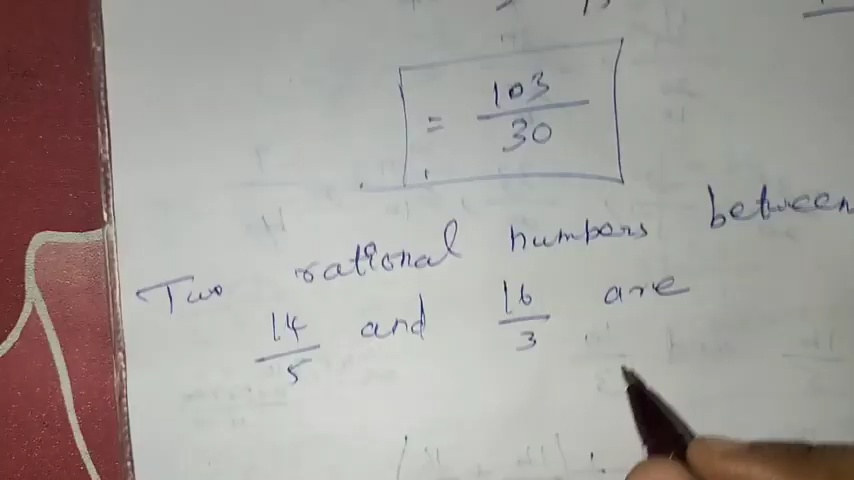 = 103/30
Two rational numbers between
14/5 and 16/3 are